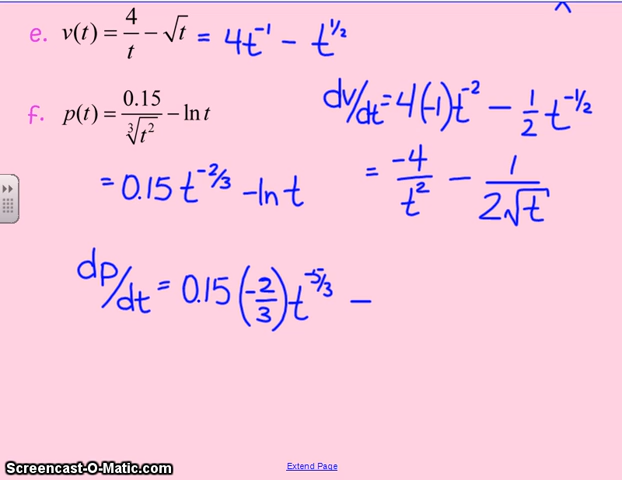 e. v(t) = 4/t − √t = 4t⁻¹ − t^(1/2)
dv/dt = 4(-1)t⁻² − 1/2 t^(-1/2)
= -4/t² − 1/(2√t)
f. p(t) = 0.15/∛t² − ln t
= 0.15 t^(-2/3) - ln t
dp/dt = 0.15 (-2/3) t^(-5/3) −
Extend Page
Screencast-O-Matic.com